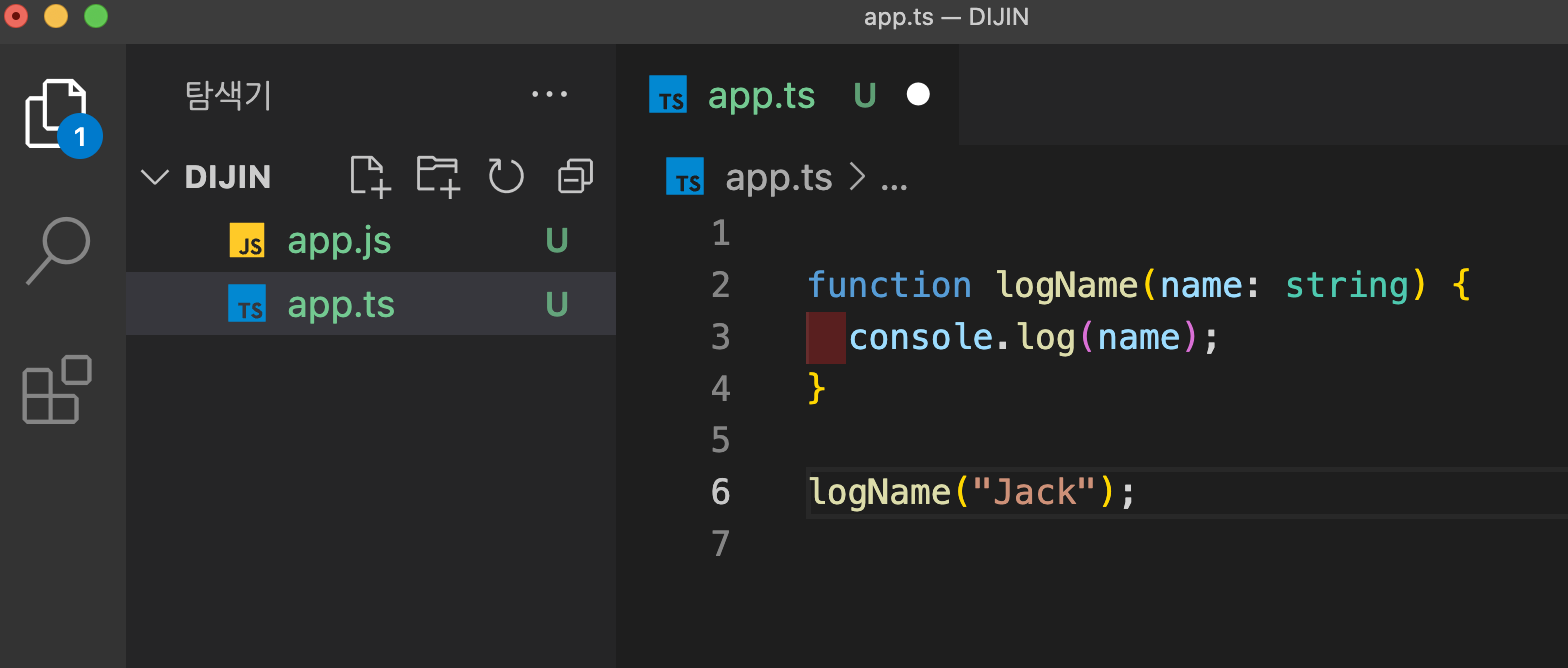 app.ts — DIJIN
탐색기 ...
1
DIJIN
JS app.js U
TS app.ts U
TS app.ts U
TS app.ts > ...
1
2 function logName(name: string) {
3 console.log(name);
4 }
5
6 logName("Jack");
7